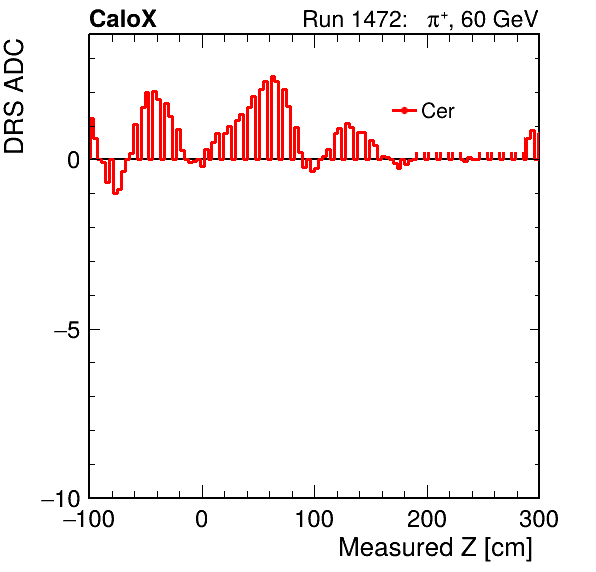 CaloX Run 1472: π+, 60 GeV
DRS ADC
Cer
0
−5
−10
−100 0 100 200 300
Measured Z [cm]